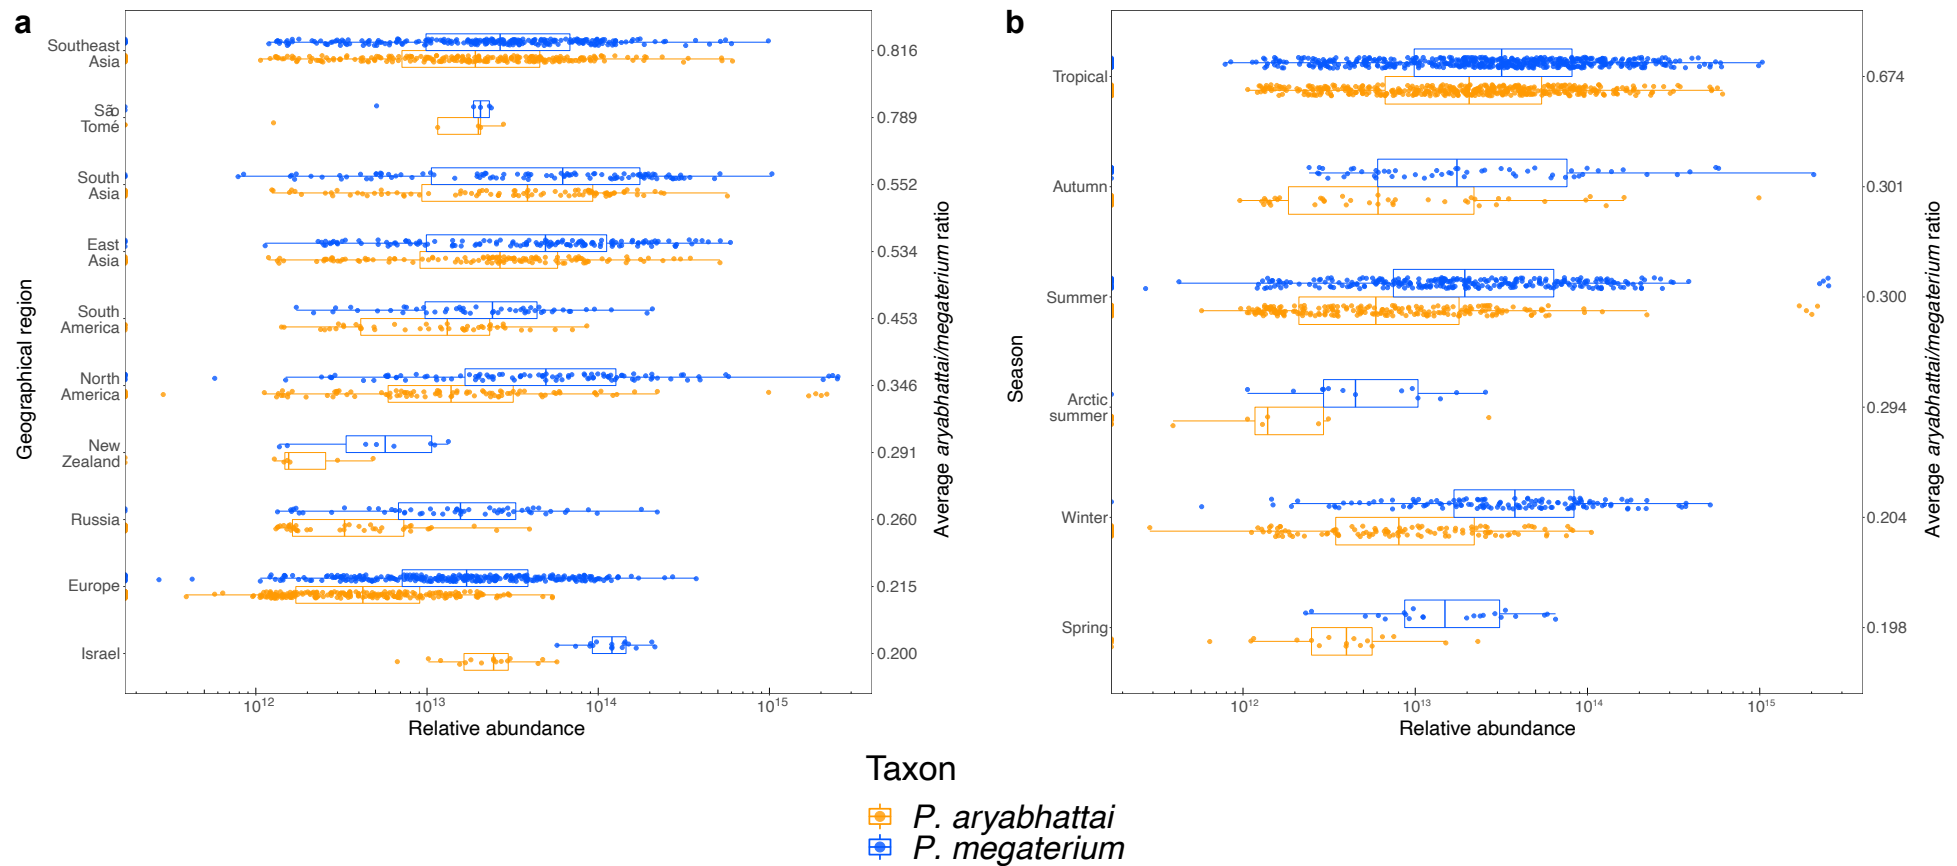 a
Geographical region
Southeast
Asia
São
Tomé
South
Asia
East
Asia
South
America
North
America
New
Zealand
Russia
Europe
Israel
0.816
0.789
0.552
0.534
0.453
0.346
0.291
0.260
0.215
0.200
Average aryabhattai/megaterium ratio
10¹² 10¹³ 10¹⁴ 10¹⁵
Relative abundance
b
Season
Tropical
Autumn
Summer
Arctic
summer
Winter
Spring
0.674
0.301
0.300
0.294
0.204
0.198
Average aryabhattai/megaterium ratio
10¹² 10¹³ 10¹⁴ 10¹⁵
Relative abundance
Taxon
P. aryabhattai
P. megaterium